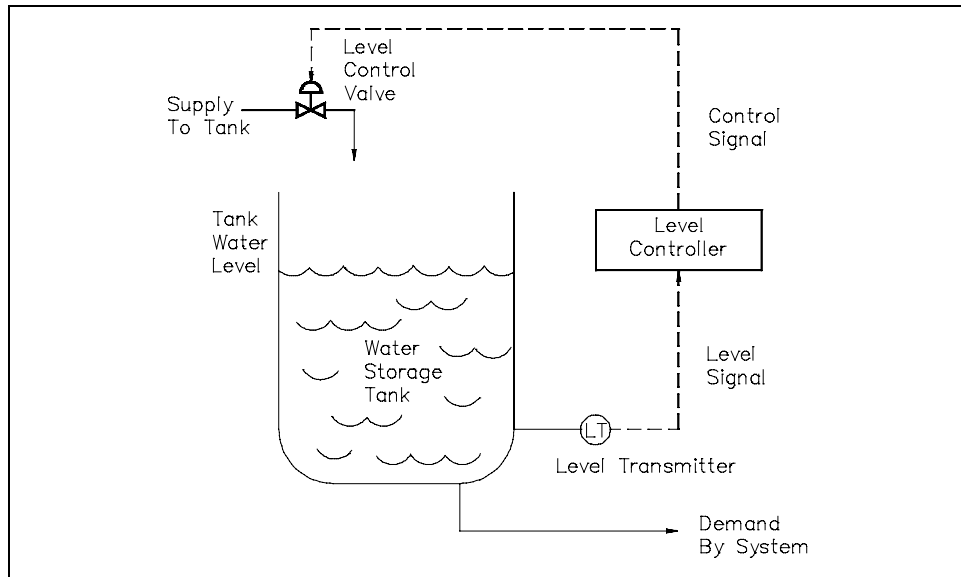 Level
Control
Valve
Supply
To Tank
Control
Signal
Tank
Water
Level
Level
Controller
Water
Storage
Tank
Level
Signal
LT
Level Transmitter
Demand
By System